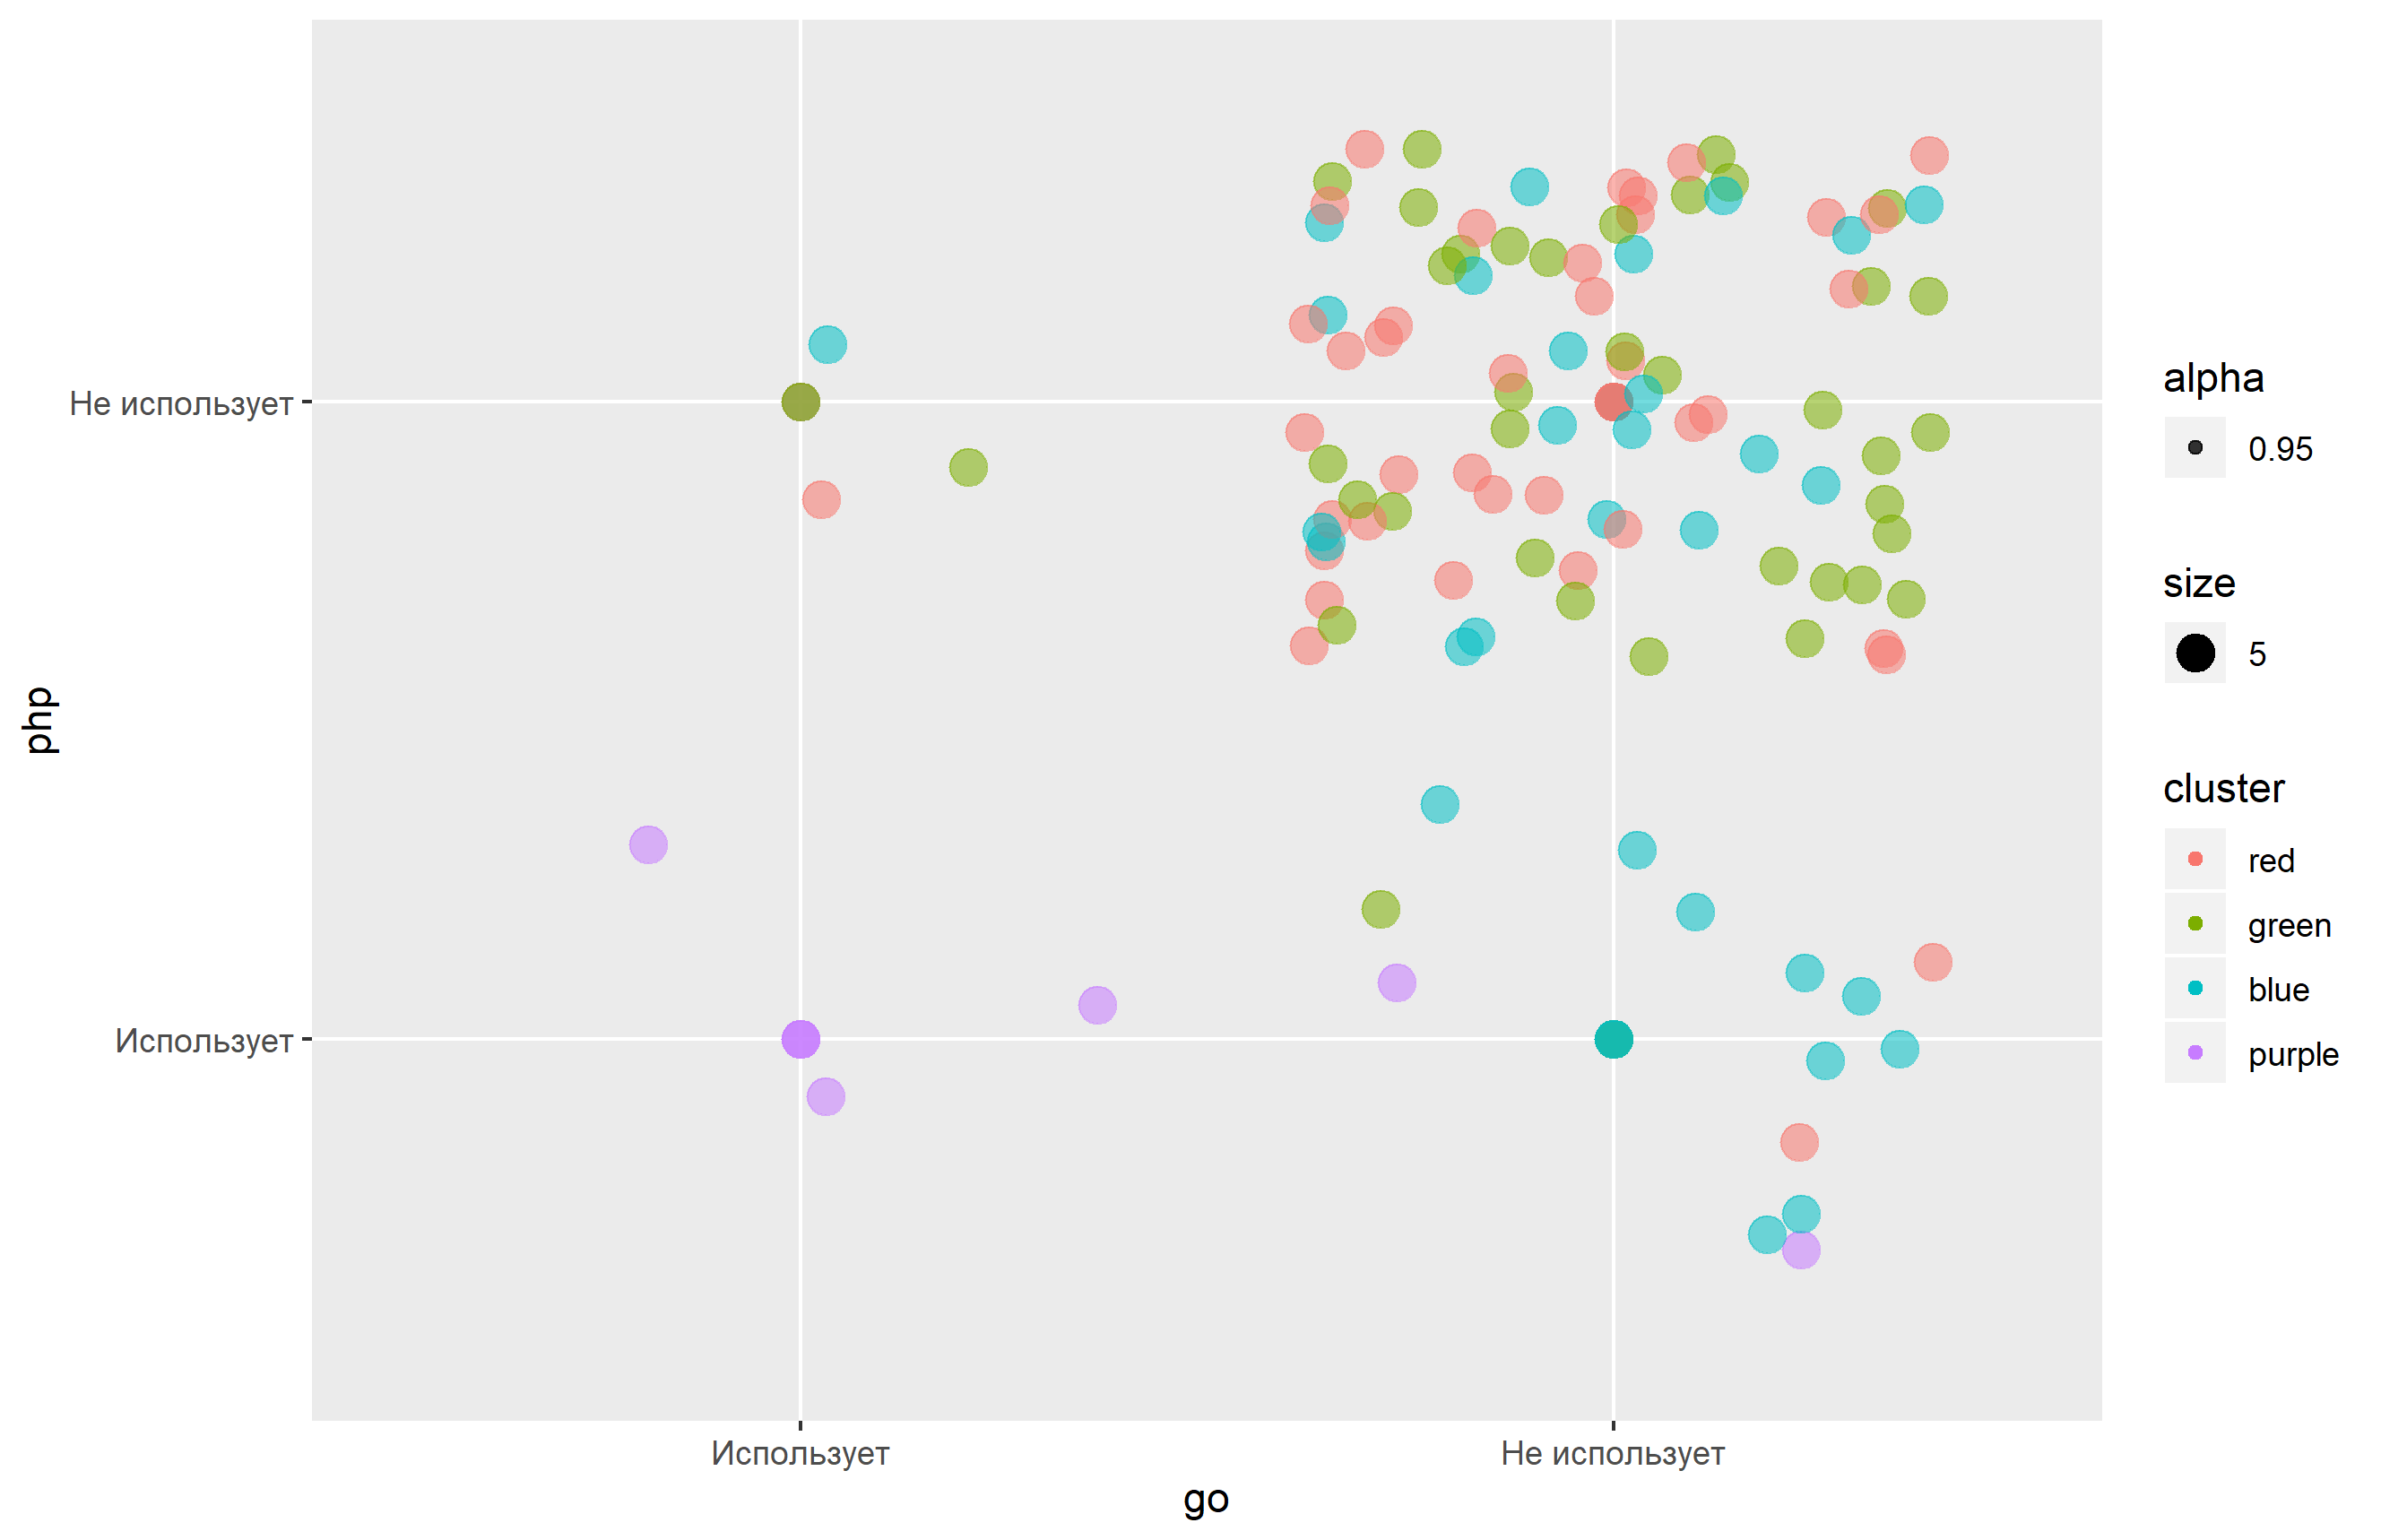 php
Не использует
Использует
Использует
Не использует
go
alpha
0.95
size
5
cluster
red
green
blue
purple